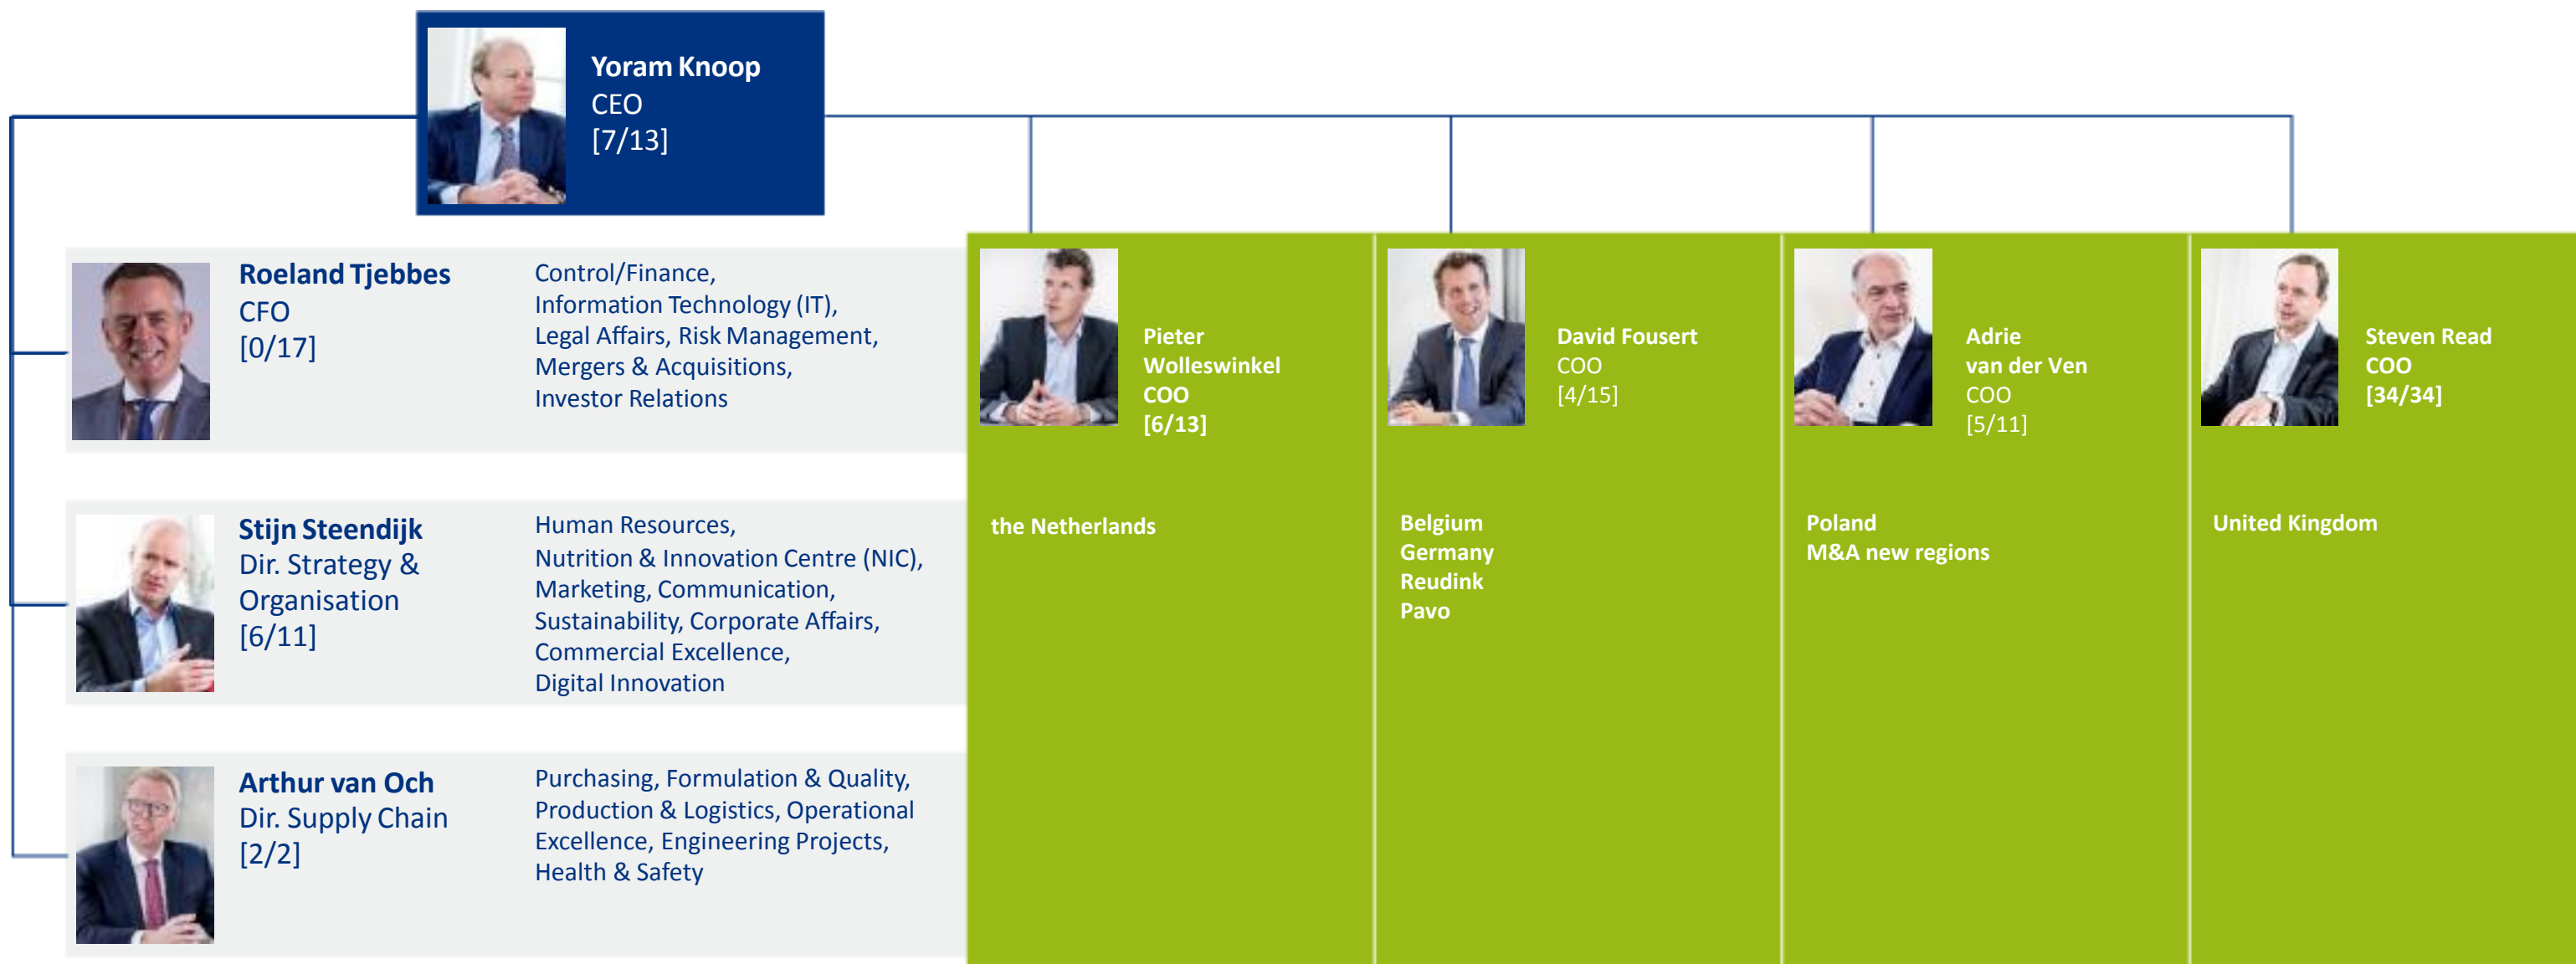 Yoram Knoop
CEO
[7/13]
Roeland Tjebbes
CFO
[0/17]
Control/Finance,
Information Technology (IT),
Legal Affairs, Risk Management,
Mergers & Acquisitions,
Investor Relations
Stijn Steendijk
Dir. Strategy &
Organisation
[6/11]
Human Resources,
Nutrition & Innovation Centre (NIC),
Marketing, Communication,
Sustainability, Corporate Affairs,
Commercial Excellence,
Digital Innovation
Arthur van Och
Dir. Supply Chain
[2/2]
Purchasing, Formulation & Quality,
Production & Logistics, Operational
Excellence, Engineering Projects,
Health & Safety
Pieter
Wolleswinkel
COO
[6/13]
the Netherlands
David Fousert
COO
[4/15]
Belgium
Germany
Reudink
Pavo
Adrie
van der Ven
COO
[5/11]
Poland
M&A new regions
Steven Read
COO
[34/34]
United Kingdom